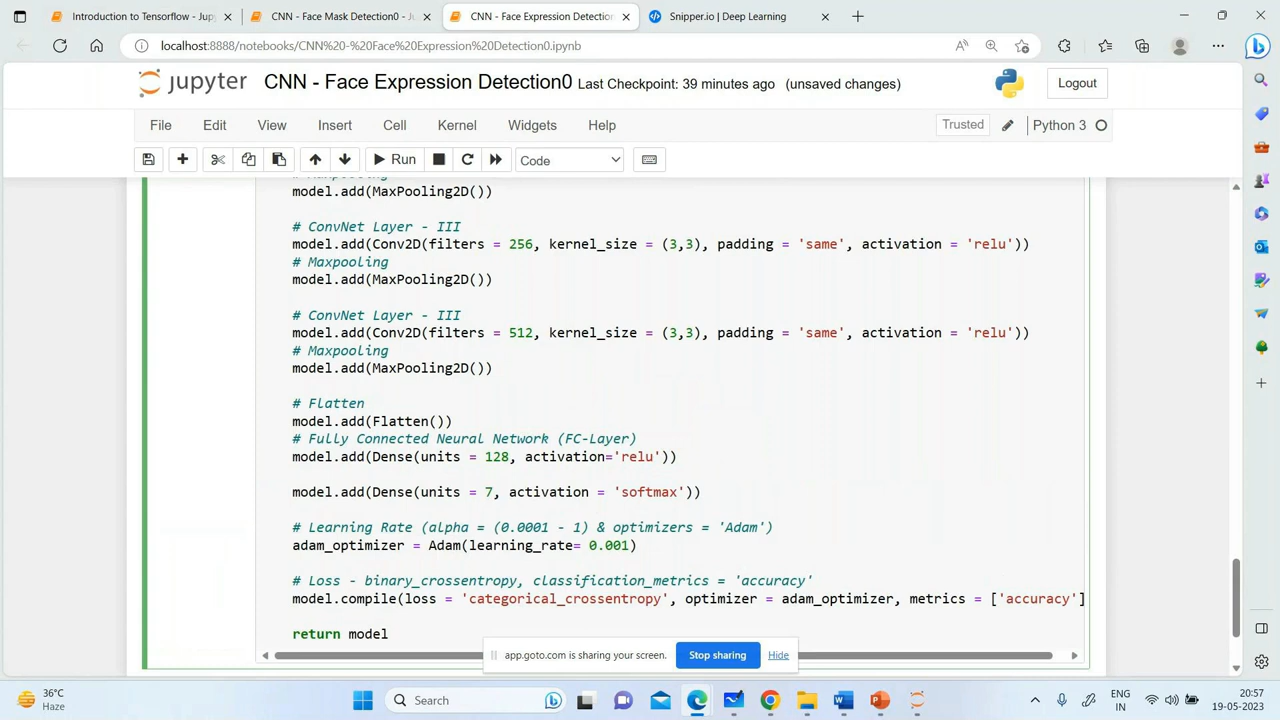 Introduction to Tensorflow - Jup
CNN - Face Mask Detection0 - J
CNN - Face Expression Detection
Snipper.io | Deep Learning
localhost:8888/notebooks/CNN%20-%20Face%20Expression%20Detection0.ipynb
jupyter CNN - Face Expression Detection0 Last Checkpoint: 39 minutes ago (unsaved changes)
Logout
File Edit View Insert Cell Kernel Widgets Help
Trusted Python 3
Run Code
# Maxpooling
model.add(MaxPooling2D())
# ConvNet Layer - III
model.add(Conv2D(filters = 256, kernel_size = (3,3), padding = 'same', activation = 'relu'))
# Maxpooling
model.add(MaxPooling2D())
# ConvNet Layer - III
model.add(Conv2D(filters = 512, kernel_size = (3,3), padding = 'same', activation = 'relu'))
# Maxpooling
model.add(MaxPooling2D())
# Flatten
model.add(Flatten())
# Fully Connected Neural Network (FC-Layer)
model.add(Dense(units = 128, activation='relu'))
model.add(Dense(units = 7, activation = 'softmax'))
# Learning Rate (alpha = (0.0001 - 1) & optimizers = 'Adam')
adam_optimizer = Adam(learning_rate= 0.001)
# Loss - binary_crossentropy, classification_metrics = 'accuracy'
model.compile(loss = 'categorical_crossentropy', optimizer = adam_optimizer, metrics = ['accuracy']
return model
app.goto.com is sharing your screen. Stop sharing Hide
36°C
Haze
Search
ENG
IN
20:57
19-05-2023